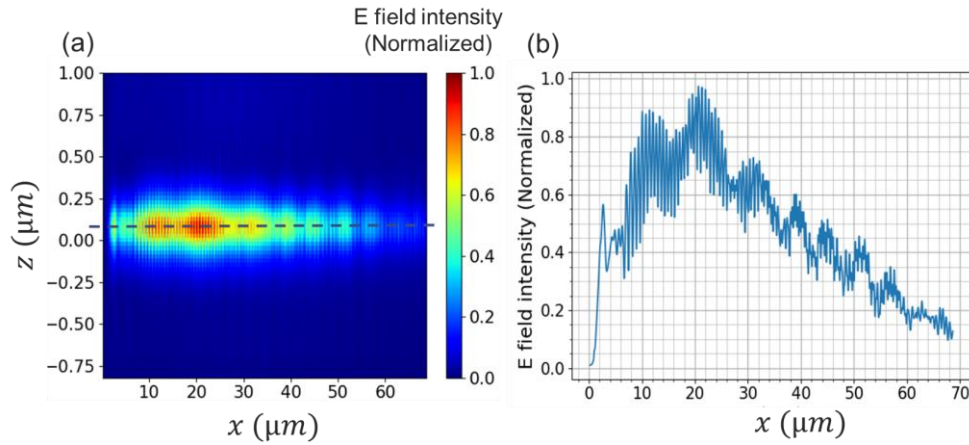 E field intensity
(Normalized)
(a)
(b)
1.00
0.75
0.50
0.25
0.00
−0.25
−0.50
−0.75
z (μm)
10 20 30 40 50 60
x (μm)
1.0
0.8
0.6
0.4
0.2
0.0
E field intensity (Normalized)
1.0
0.8
0.6
0.4
0.2
0.0
0 10 20 30 40 50 60 70
x (μm)